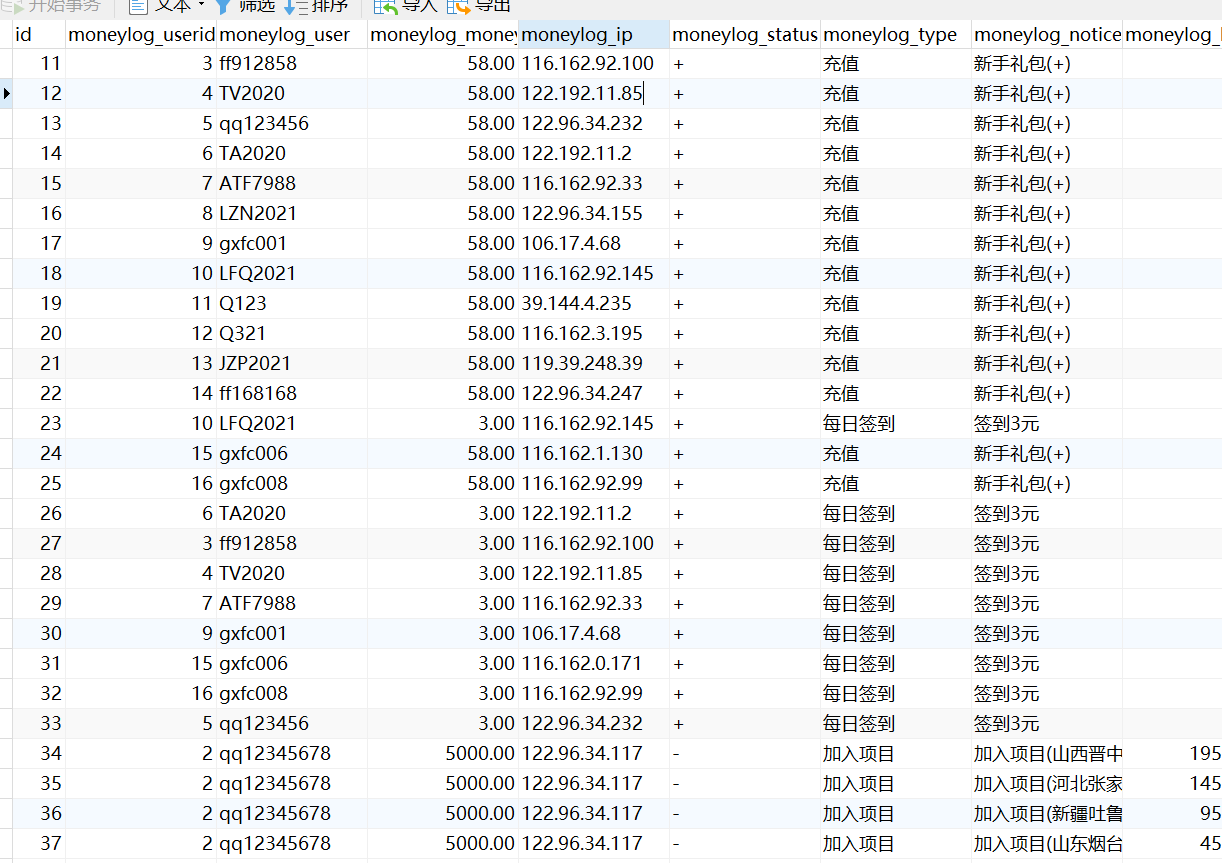 开始事务 文本 筛选 排序 导入 导出
id moneylog_userid moneylog_user moneylog_money moneylog_ip moneylog_status moneylog_type moneylog_notice moneylog_
11 3 ff912858 58.00 116.162.92.100 + 充值 新手礼包(+)
12 4 TV2020 58.00 122.192.11.85 + 充值 新手礼包(+)
13 5 qq123456 58.00 122.96.34.232 + 充值 新手礼包(+)
14 6 TA2020 58.00 122.192.11.2 + 充值 新手礼包(+)
15 7 ATF7988 58.00 116.162.92.33 + 充值 新手礼包(+)
16 8 LZN2021 58.00 122.96.34.155 + 充值 新手礼包(+)
17 9 gxfc001 58.00 106.17.4.68 + 充值 新手礼包(+)
18 10 LFQ2021 58.00 116.162.92.145 + 充值 新手礼包(+)
19 11 Q123 58.00 39.144.4.235 + 充值 新手礼包(+)
20 12 Q321 58.00 116.162.3.195 + 充值 新手礼包(+)
21 13 JZP2021 58.00 119.39.248.39 + 充值 新手礼包(+)
22 14 ff168168 58.00 122.96.34.247 + 充值 新手礼包(+)
23 10 LFQ2021 3.00 116.162.92.145 + 每日签到 签到3元
24 15 gxfc006 58.00 116.162.1.130 + 充值 新手礼包(+)
25 16 gxfc008 58.00 116.162.92.99 + 充值 新手礼包(+)
26 6 TA2020 3.00 122.192.11.2 + 每日签到 签到3元
27 3 ff912858 3.00 116.162.92.100 + 每日签到 签到3元
28 4 TV2020 3.00 122.192.11.85 + 每日签到 签到3元
29 7 ATF7988 3.00 116.162.92.33 + 每日签到 签到3元
30 9 gxfc001 3.00 106.17.4.68 + 每日签到 签到3元
31 15 gxfc006 3.00 116.162.0.171 + 每日签到 签到3元
32 16 gxfc008 3.00 116.162.92.99 + 每日签到 签到3元
33 5 qq123456 3.00 122.96.34.232 + 每日签到 签到3元
34 2 qq12345678 5000.00 122.96.34.117 - 加入项目 加入项目(山西晋中 195
35 2 qq12345678 5000.00 122.96.34.117 - 加入项目 加入项目(河北张家 145
36 2 qq12345678 5000.00 122.96.34.117 - 加入项目 加入项目(新疆吐鲁 95
37 2 qq12345678 5000.00 122.96.34.117 - 加入项目 加入项目(山东烟台 45